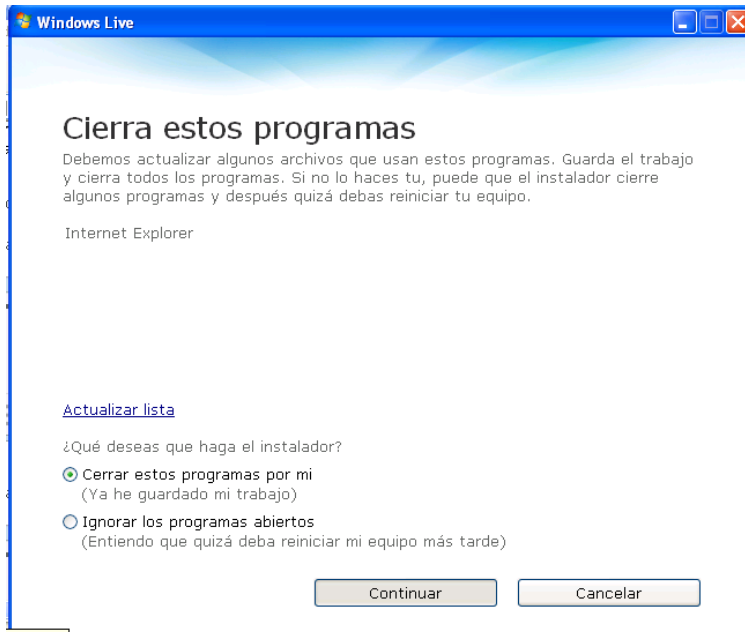 Windows Live
Cierra estos programas
Debemos actualizar algunos archivos que usan estos programas. Guarda el trabajo
y cierra todos los programas. Si no lo haces tu, puede que el instalador cierre
algunos programas y después quizá debas reiniciar tu equipo.
Internet Explorer
Actualizar lista
¿Qué deseas que haga el instalador?
Cerrar estos programas por mi
(Ya he guardado mi trabajo)
Ignorar los programas abiertos
(Entiendo que quizá deba reiniciar mi equipo más tarde)
Continuar Cancelar